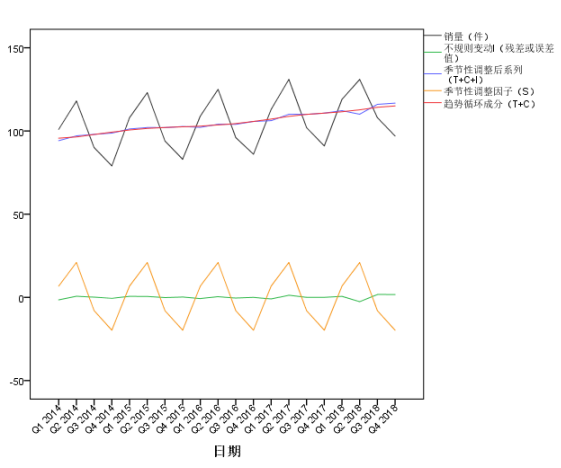 150
100
50
0
-50
Q1 2014
Q2 2014
Q3 2014
Q4 2014
Q1 2015
Q2 2015
Q3 2015
Q4 2015
Q1 2016
Q2 2016
Q3 2016
Q4 2016
Q1 2017
Q2 2017
Q3 2017
Q4 2017
Q1 2018
Q2 2018
Q3 2018
Q4 2018
日期
销量（件）
不规则变动I（残差或误差
值）
季节性调整后系列
（T+C+I）
季节性调整因子（S）
趋势循环成分（T+C）